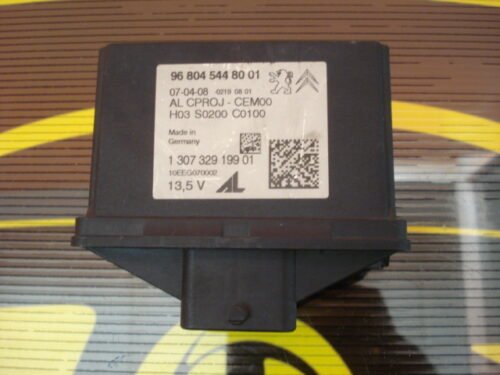 96 804 544 80 01
07-04-08 -0219 08 01
AL CPROJ - CEM00
H03 S0200 C0100
Made in
Germany
1 307 329 199 01
10EEG070002
13,5 V AL